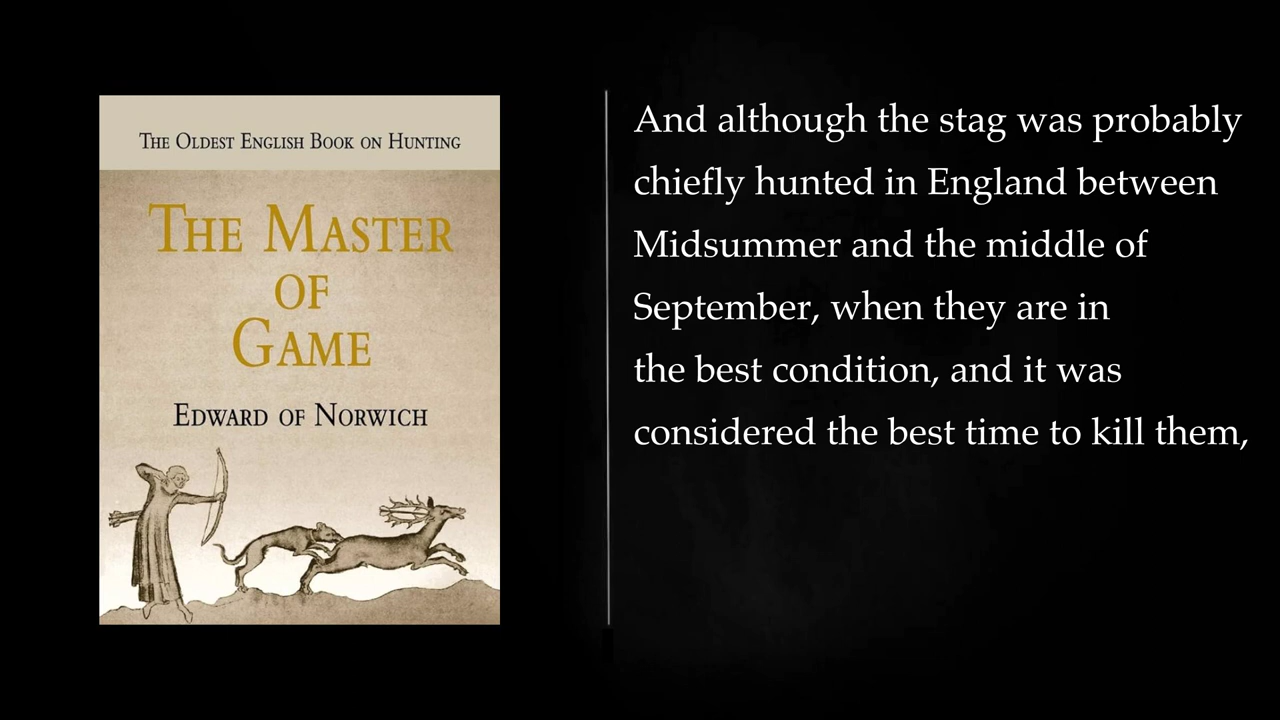 The Oldest English Book on Hunting
The Master
of
Game
Edward of Norwich
And although the stag was probably
chiefly hunted in England between
Midsummer and the middle of
September, when they are in
the best condition, and it was
considered the best time to kill them,